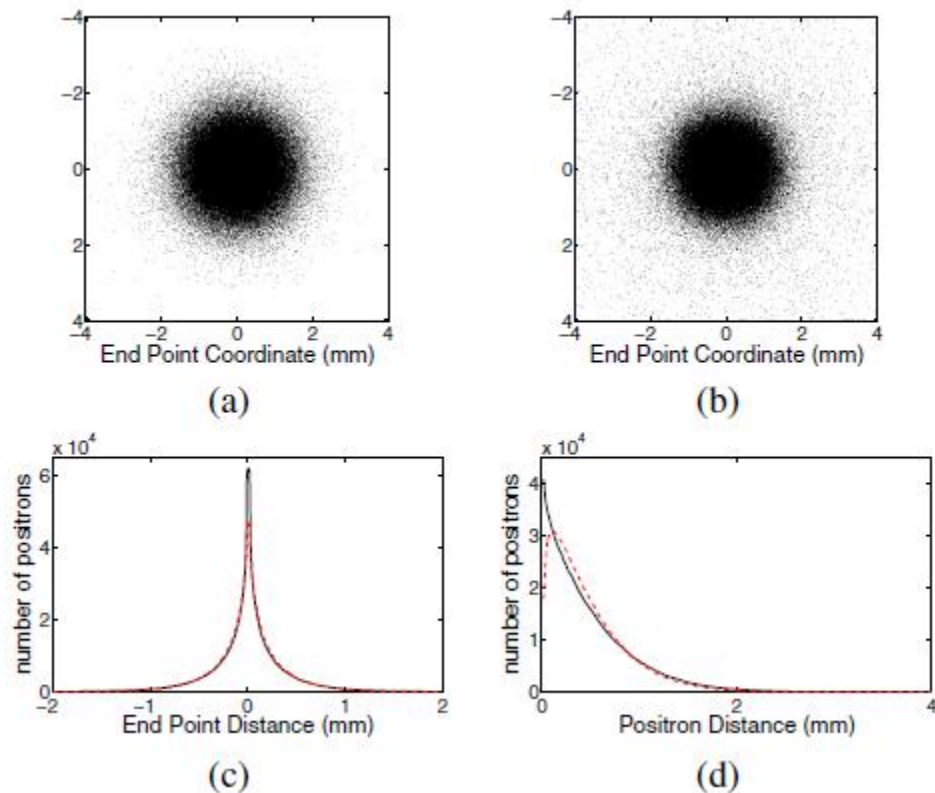 −4
−2
0
2
4
−4 −2 0 2 4
End Point Coordinate (mm)
(a)
−4
−2
0
2
4
−4 −2 0 2 4
End Point Coordinate (mm)
(b)
x 10^4
6
4
2
0
number of positrons
−2 −1 0 1 2
End Point Distance (mm)
(c)
x 10^4
4
3
2
1
0
number of positrons
0 2 4
Positron Distance (mm)
(d)